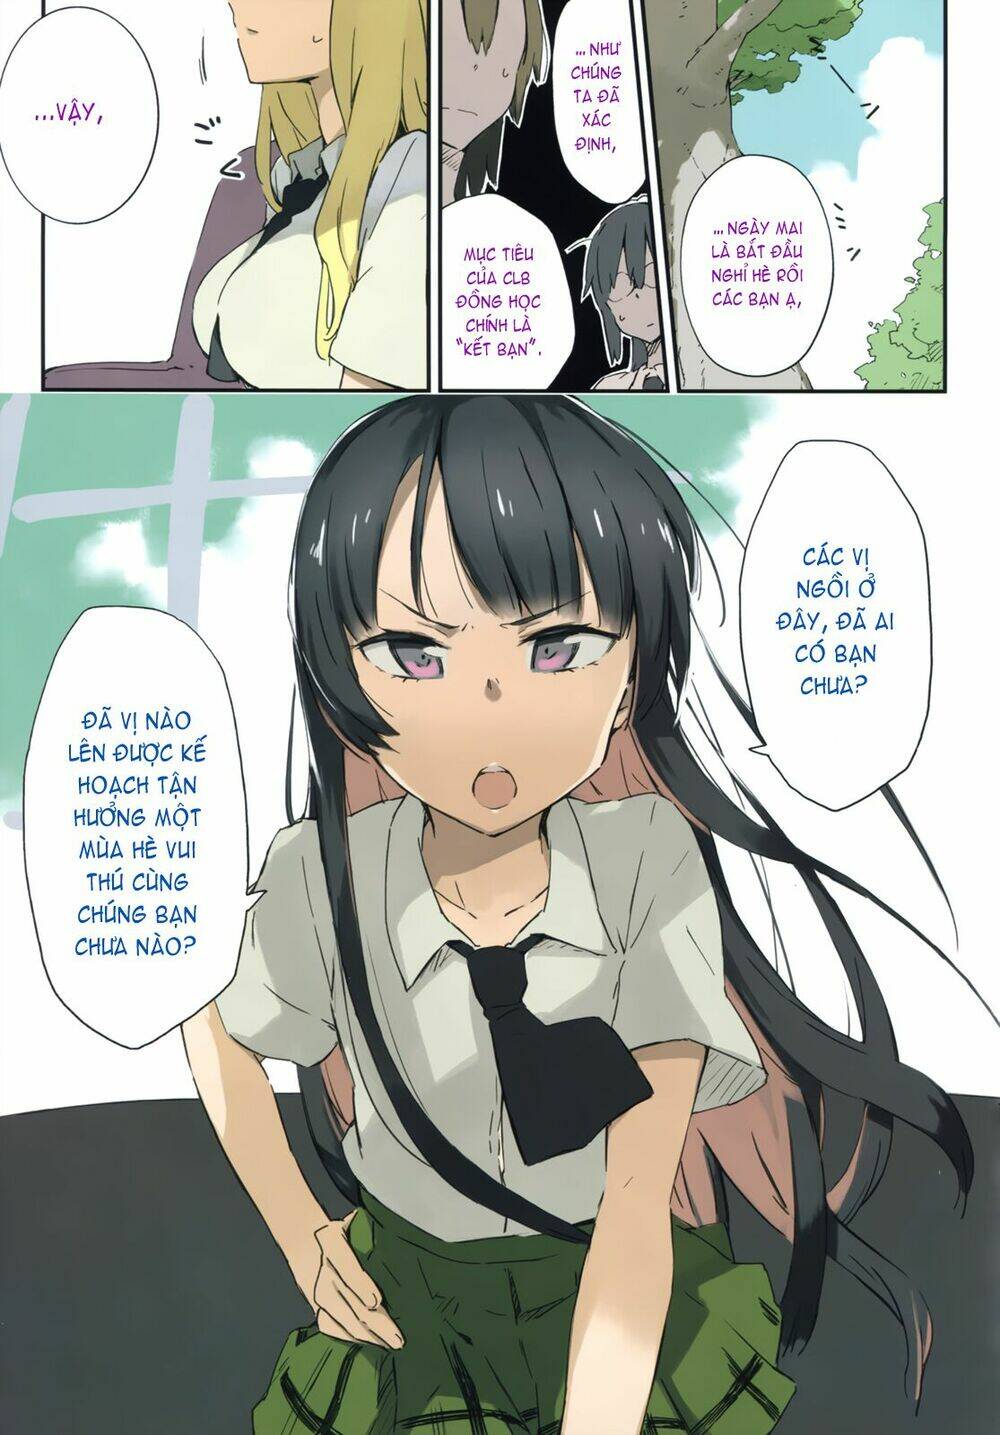 ...NGÀY MAI
LÀ BẮT ĐẦU
NGHỈ HÈ RỒI
CÁC BẠN Ạ,
...NHƯ
CHÚNG
TA ĐÃ
XÁC
ĐỊNH,
MỤC TIÊU
CỦA CLB
ĐỒNG HỌC
CHÍNH LÀ
"KẾT BẠN".
...VẬY,
CÁC VỊ
NGỒI Ở
ĐÂY, ĐÃ AI
CÓ BẠN
CHƯA?
ĐÃ VỊ NÀO
LÊN ĐƯỢC KẾ
HOẠCH TẬN
HƯỞNG MỘT
MÙA HÈ VUI
THÚ CÙNG
CHÚNG BẠN
CHƯA NÀO?